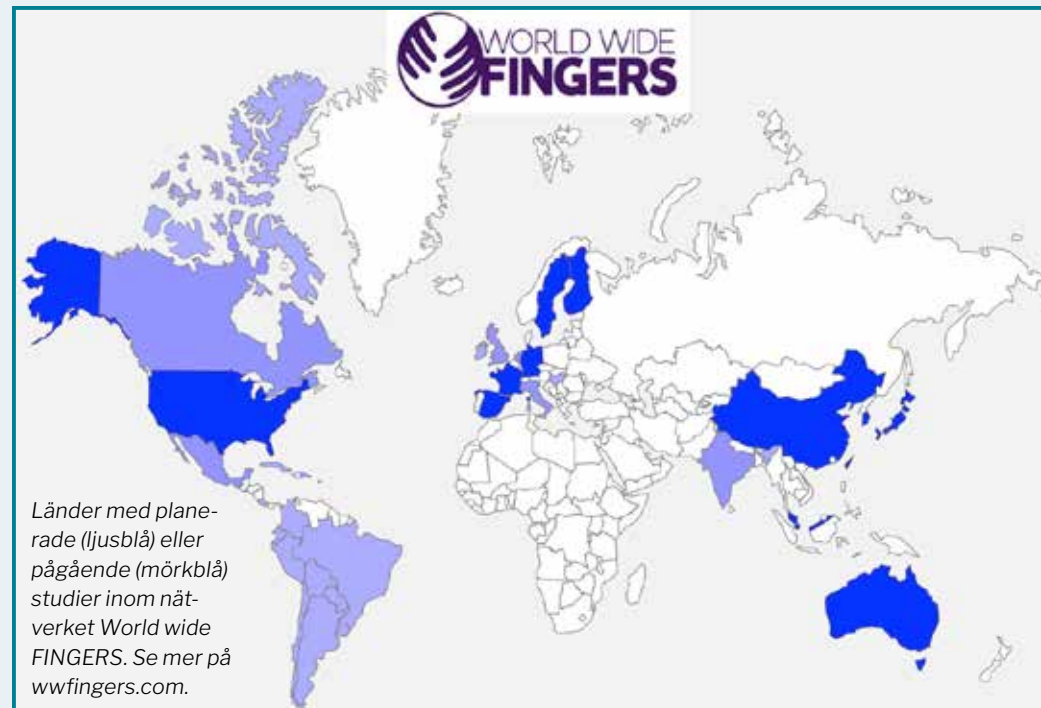 WORLD WIDE
FINGERS
Länder med plane-
rade (ljusblå) eller
pågående (mörkblå)
studier inom nät-
verket World wide
FINGERS. Se mer på
wwfingers.com.